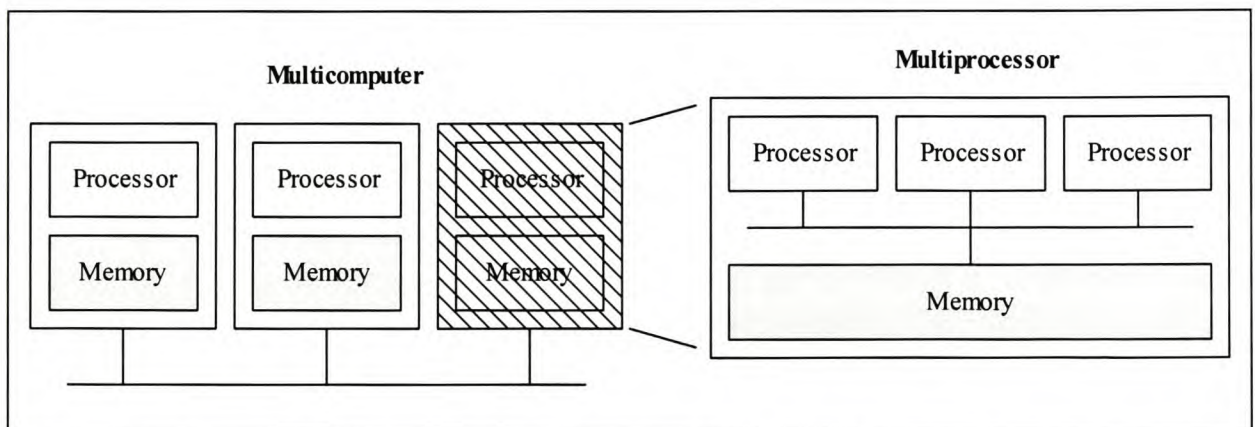 Multicomputer
Processor Processor Processor
Memory Memory Memory
Multiprocessor
Processor Processor Processor
Memory